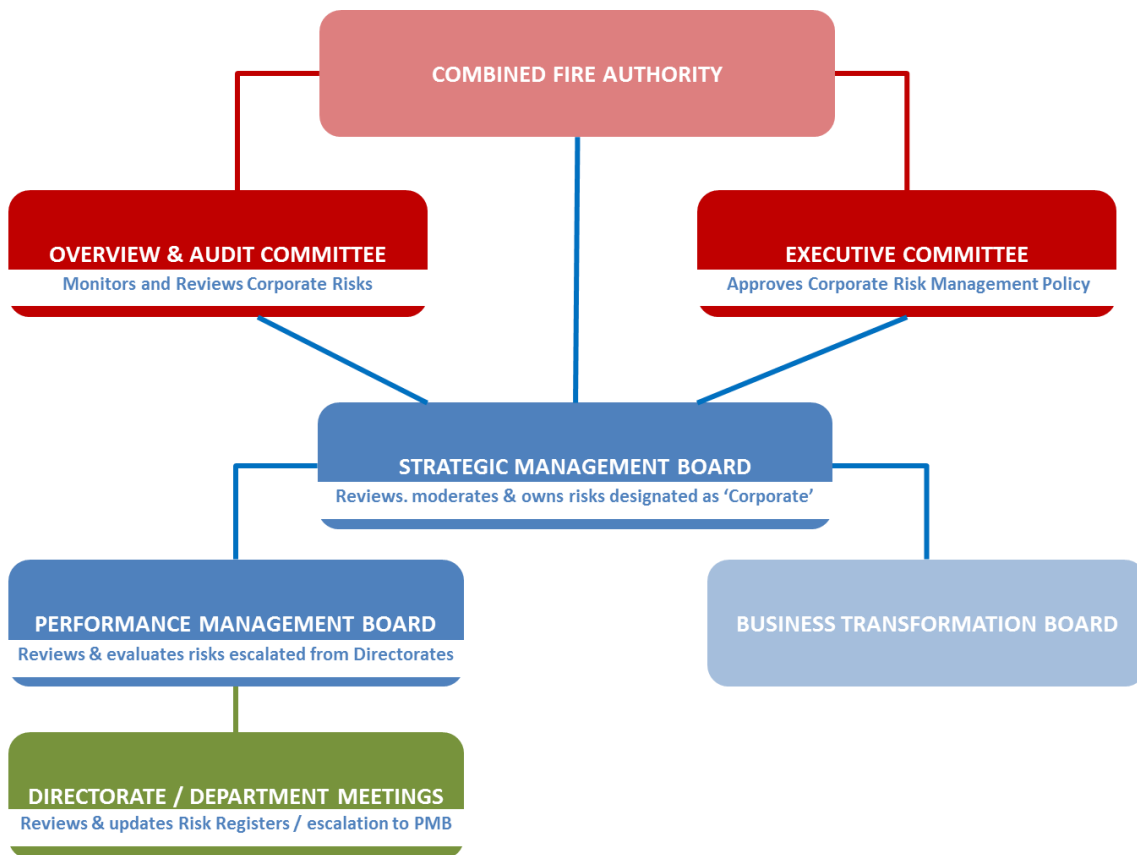 COMBINED FIRE AUTHORITY
OVERVIEW & AUDIT COMMITTEE
Monitors and Reviews Corporate Risks
EXECUTIVE COMMITTEE
Approves Corporate Risk Management Policy
STRATEGIC MANAGEMENT BOARD
Reviews. moderates & owns risks designated as ‘Corporate’
PERFORMANCE MANAGEMENT BOARD
Reviews & evaluates risks escalated from Directorates
BUSINESS TRANSFORMATION BOARD
DIRECTORATE / DEPARTMENT MEETINGS
Reviews & updates Risk Registers / escalation to PMB